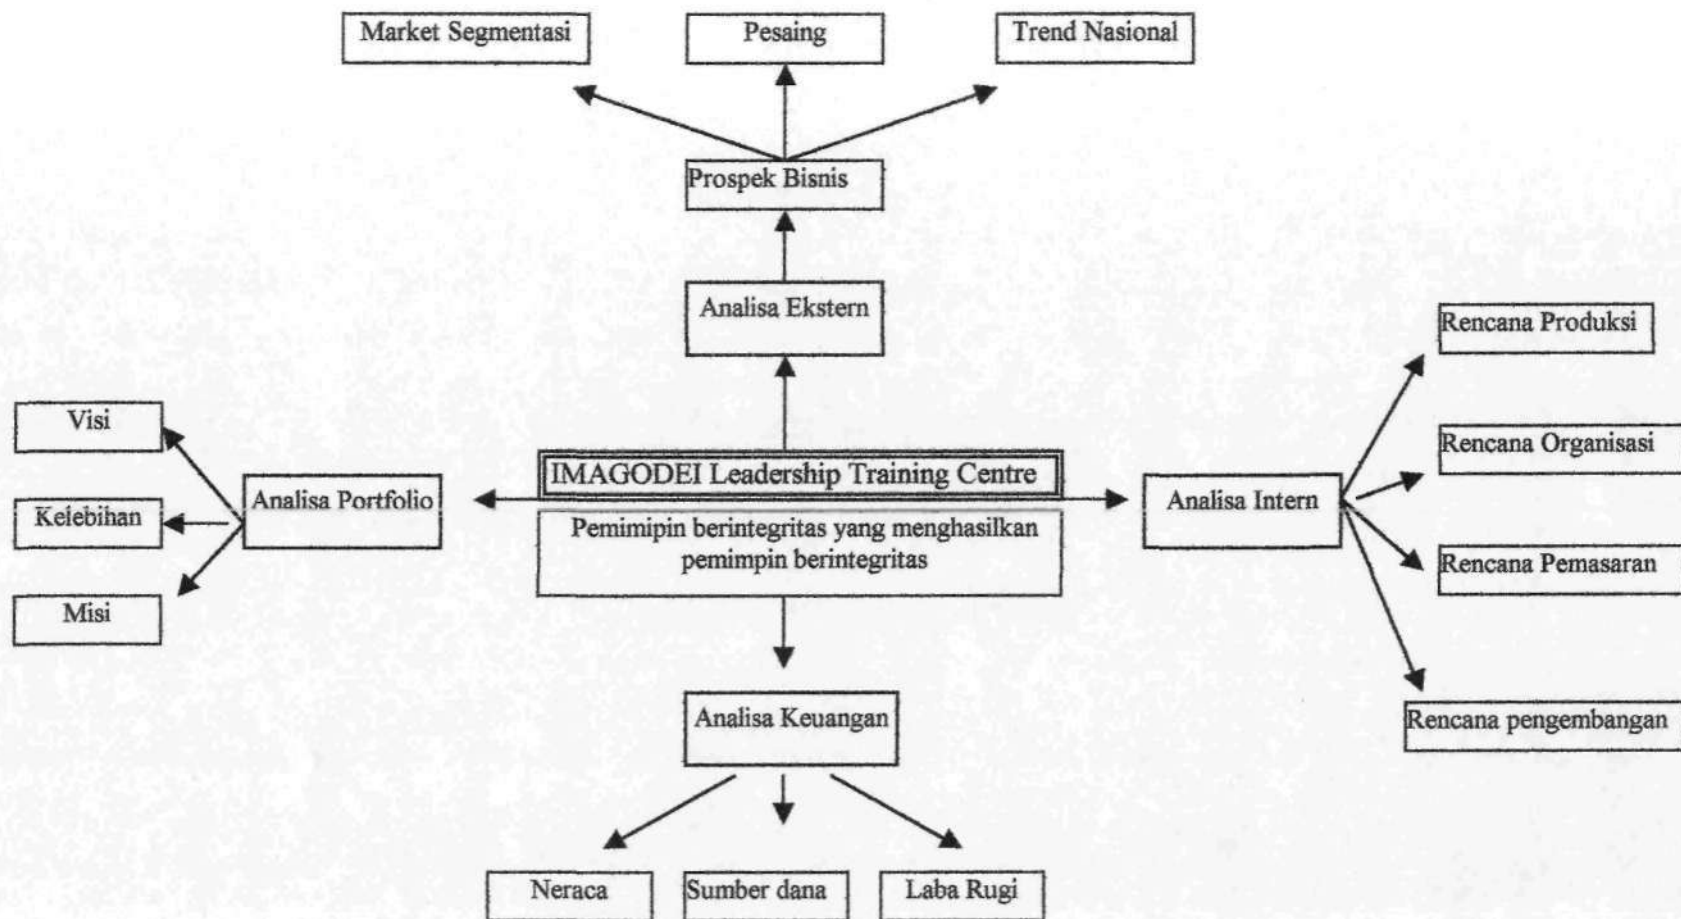 Market Segmentasi
Pesaing
Trend Nasional
Prospek Bisnis
Analisa Ekstern
Rencana Produksi
Visi
Rencana Organisasi
IMAGODEI Leadership Training Centre
Analisa Portfolio
Analisa Intern
Kelebihan
Pemimipin berintegritas yang menghasilkan
pemimpin berintegritas
Rencana Pemasaran
Misi
Analisa Keuangan
Rencana pengembangan
Neraca
Sumber dana
Laba Rugi